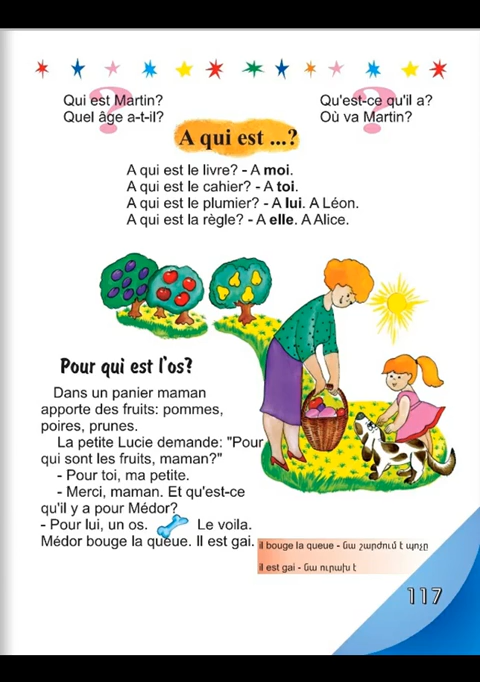 Qui est Martin?
Quel âge a-t-il?
Qu'est-ce qu'il a?
Où va Martin?
A qui est ...?
A qui est le livre? - A moi.
A qui est le cahier? - A toi.
A qui est le plumier? - A lui. A Léon.
A qui est la règle? - A elle. A Alice.
Pour qui est l'os?
Dans un panier maman
apporte des fruits: pommes,
poires, prunes.
La petite Lucie demande: "Pour
qui sont les fruits, maman?"
- Pour toi, ma petite.
- Merci, maman. Et qu'est-ce
qu'il y a pour Médor?
- Pour lui, un os. Le voila.
Médor bouge la queue. Il est gai.
il bouge la queue - նա շարժում է պոչը
il est gai - նա ուրախ է
117